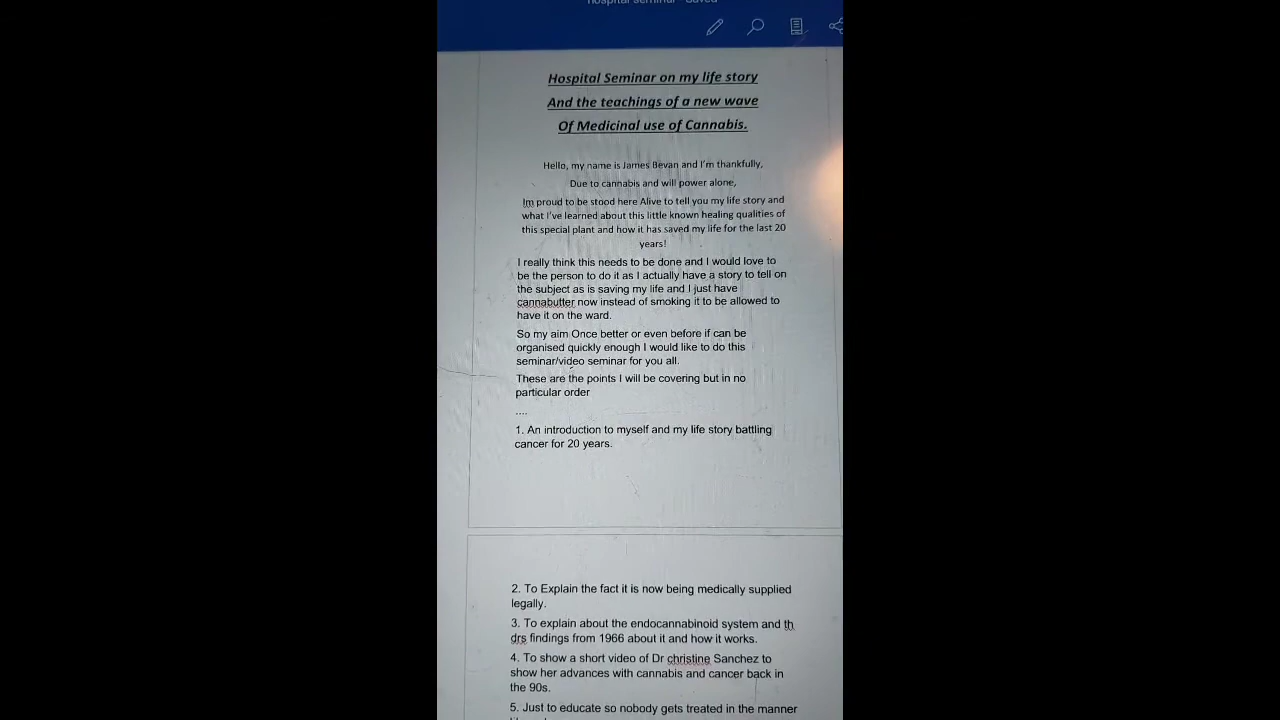 hospital seminar - Saved
Hospital Seminar on my life story
And the teachings of a new wave
Of Medicinal use of Cannabis.
Hello, my name is James Bevan and I'm thankfully,
Due to cannabis and will power alone,
Im proud to be stood here Alive to tell you my life story and
what I've learned about this little known healing qualities of
this special plant and how it has saved my life for the last 20
years!
I really think this needs to be done and I would love to
be the person to do it as I actually have a story to tell on
the subject as is saving my life and I just have
cannabutter now instead of smoking it to be allowed to
have it on the ward.
So my aim Once better or even before if can be
organised quickly enough I would like to do this
seminar/video seminar for you all.
These are the points I will be covering but in no
particular order
....
1. An introduction to myself and my life story battling
cancer for 20 years.
2. To Explain the fact it is now being medically supplied
legally.
3. To explain about the endocannabinoid system and th
drs findings from 1966 about it and how it works.
4. To show a short video of Dr christine Sanchez to
show her advances with cannabis and cancer back in
the 90s.
5. Just to educate so nobody gets treated in the manner